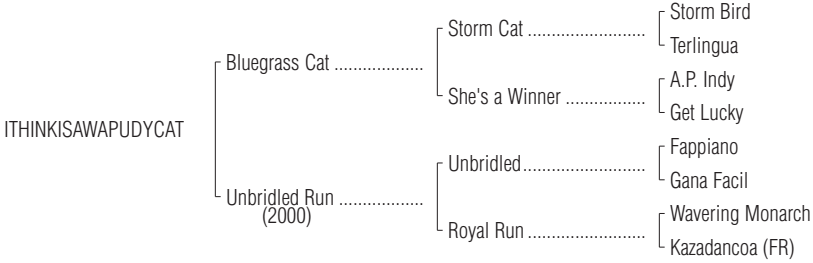 ITHINKISAWAPUDYCAT
Bluegrass Cat ...................
Unbridled Run ..................
(2000)
Storm Cat .........................
She's a Winner .................
Unbridled..........................
Royal Run .........................
Storm Bird
Terlingua
A.P. Indy
Get Lucky
Fappiano
Gana Facil
Wavering Monarch
Kazadancoa (FR)